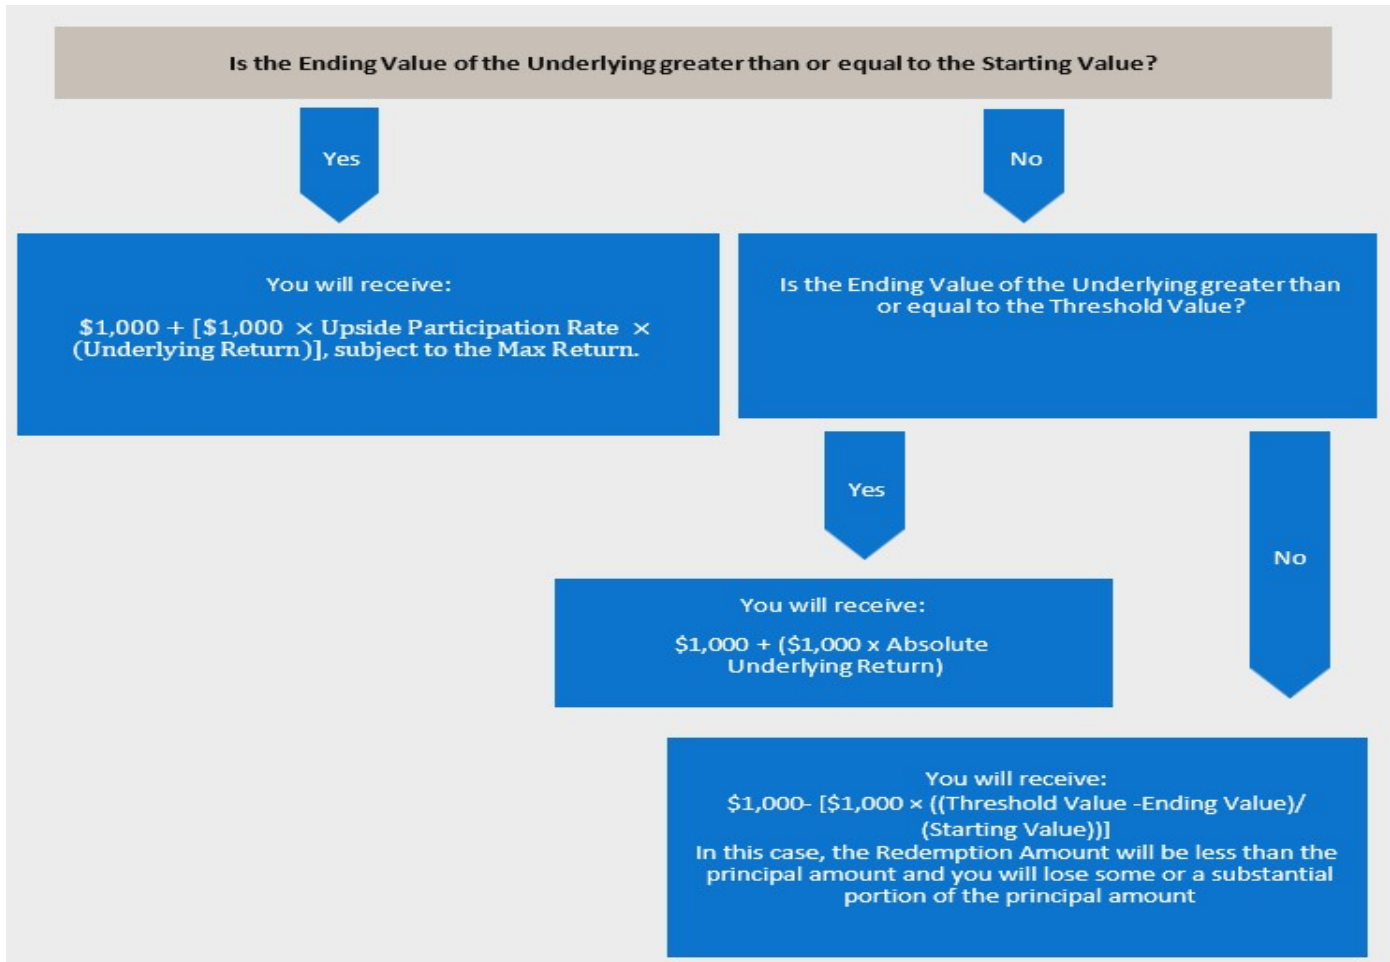 Is the Ending Value of the Underlying greater than or equal to the Starting Value?
Yes
No
You will receive:
$1,000 + [$1,000 × Upside Participation Rate ×
(Underlying Return)], subject to the Max Return.
Is the Ending Value of the Underlying greater than
or equal to the Threshold Value?
Yes
No
You will receive:
$1,000 + ($1,000 x Absolute
Underlying Return)
You will receive:
$1,000- [$1,000 × ((Threshold Value -Ending Value)/
(Starting Value))]
In this case, the Redemption Amount will be less than the
principal amount and you will lose some or a substantial
portion of the principal amount